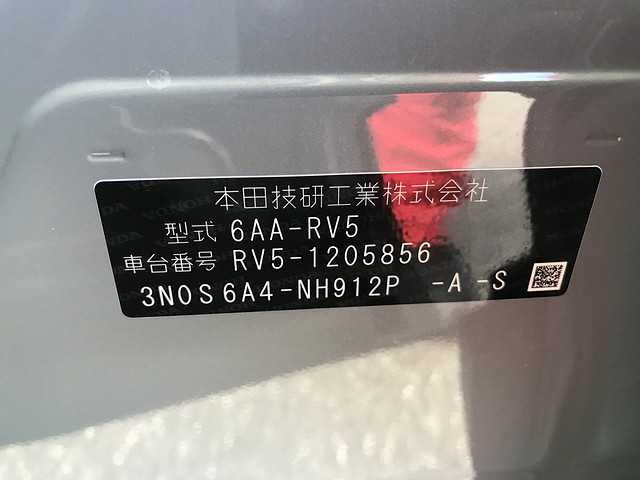 本田技研工業株式会社
型式 6AA-RV5
車台番号 RV5-1205856
3N0S6A4-NH912P -A-S